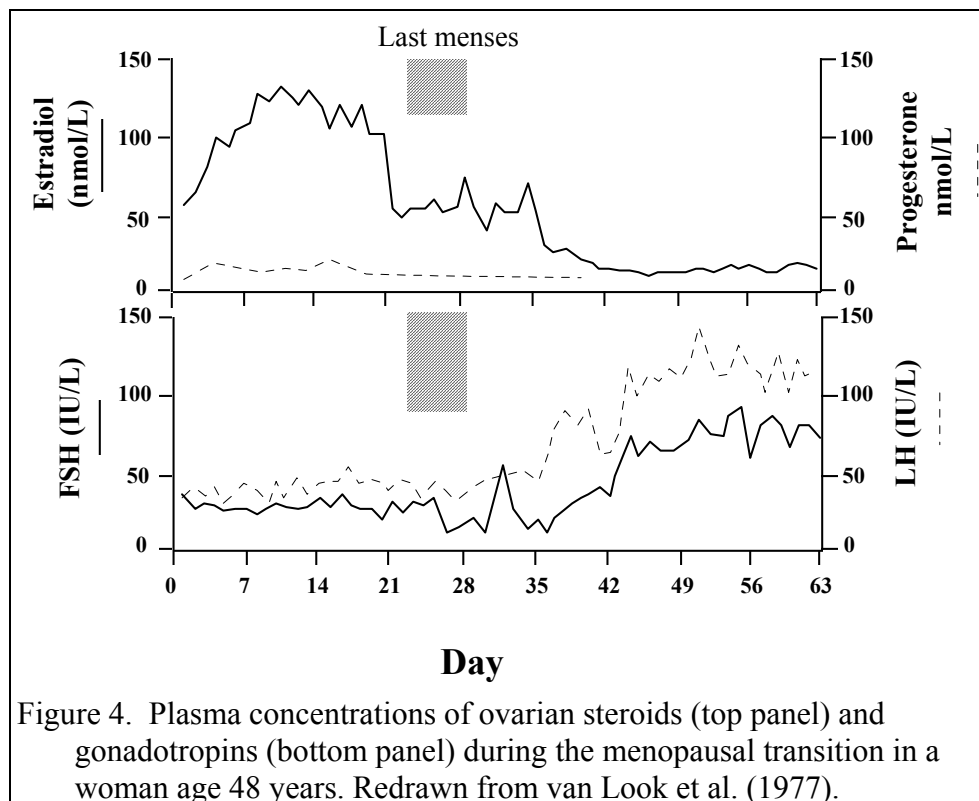 Last menses
150
100
50
0
Estradiol
(nmol/L)
150
100
50
0
Progesterone
nmol/L
150
100
50
0
FSH (IU/L)
150
100
50
0
LH (IU/L)
0 7 14 21 28 35 42 49 56 63
Day
Figure 4. Plasma concentrations of ovarian steroids (top panel) and
gonadotropins (bottom panel) during the menopausal transition in a
woman age 48 years. Redrawn from van Look et al. (1977).